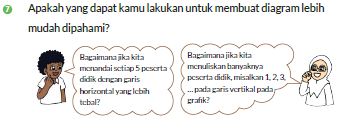 7 Apakah yang dapat kamu lakukan untuk membuat diagram lebih
mudah dipahami?
Bagaimana jika kita
menandai setiap 5 peserta
didik dengan garis
horizontal yang lebih
tebal?
Bagaimana jika kita
menuliskan banyaknya
peserta didik, misalkan 1, 2, 3,
... pada garis vertikal pada
grafik?